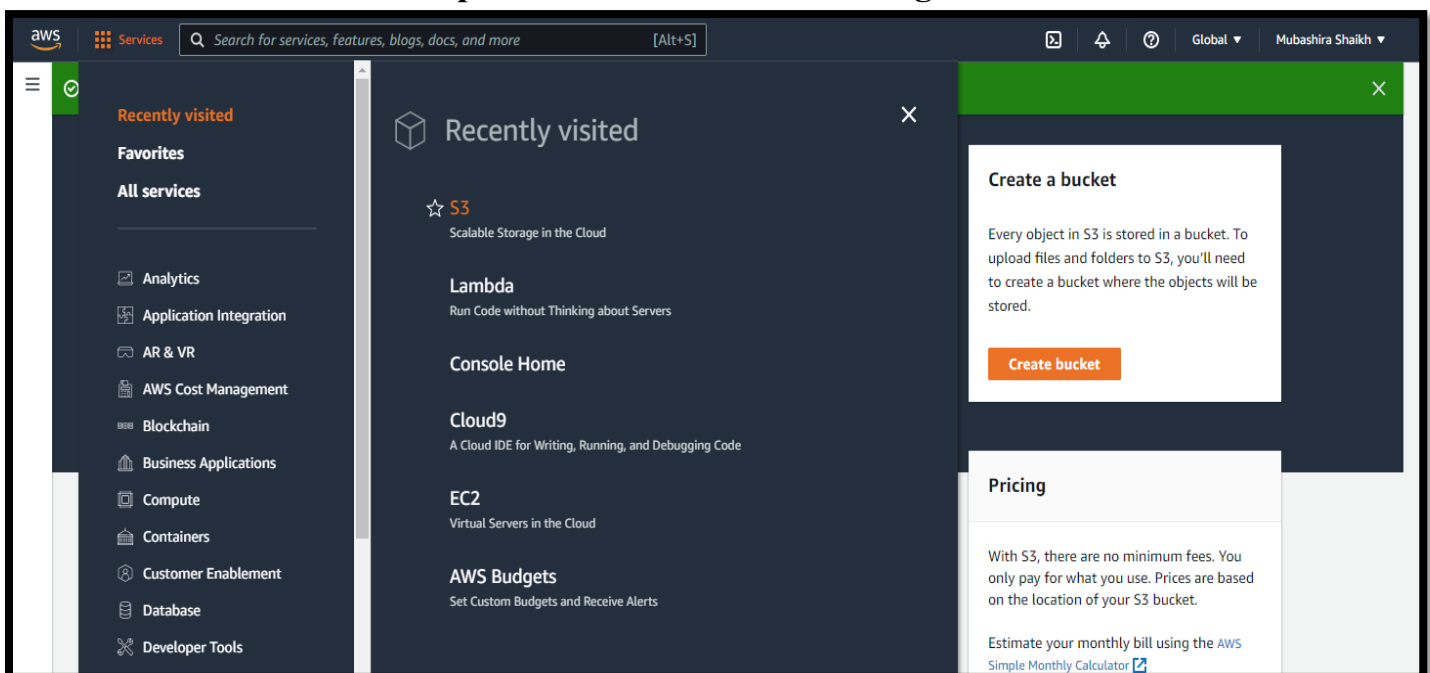 aws
Services
Search for services, features, blogs, docs, and more [Alt+S]
Global ▼
Mubashira Shaikh ▼
Recently visited
Favorites
All services
Analytics
Application Integration
AR & VR
AWS Cost Management
Blockchain
Business Applications
Compute
Containers
Customer Enablement
Database
Developer Tools
Recently visited
S3
Scalable Storage in the Cloud
Lambda
Run Code without Thinking about Servers
Console Home
Cloud9
A Cloud IDE for Writing, Running, and Debugging Code
EC2
Virtual Servers in the Cloud
AWS Budgets
Set Custom Budgets and Receive Alerts
Create a bucket
Every object in S3 is stored in a bucket. To
upload files and folders to S3, you'll need
to create a bucket where the objects will be
stored.
Create bucket
Pricing
With S3, there are no minimum fees. You
only pay for what you use. Prices are based
on the location of your S3 bucket.
Estimate your monthly bill using the AWS
Simple Monthly Calculator